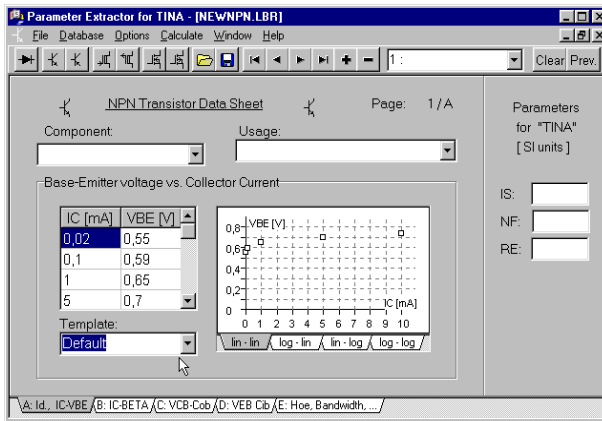 Parameter Extractor for TINA - [NEWNPN.LBR]
File Database Options Calculate Window Help
1 : Clear Prev.
NPN Transistor Data Sheet Page: 1/A
Component: Usage:
Parameters
for "TINA"
[ SI units ]
Base-Emitter voltage vs. Collector Current
IC [mA] VBE [V]
0,02 0,55
0,1 0,59
1 0,65
5 0,7
Template:
Default
VBE [V]
0,8
0,6
0,4
0,2
0
IC [mA]
0 1 2 3 4 5 6 7 8 9 10
lin - lin log - lin lin - log log - log
IS:
NF:
RE:
A: Id., IC-VBE B: IC-BETA C: VCB-Cob D: VEB Cib E: Hoe, Bandwidth, ...